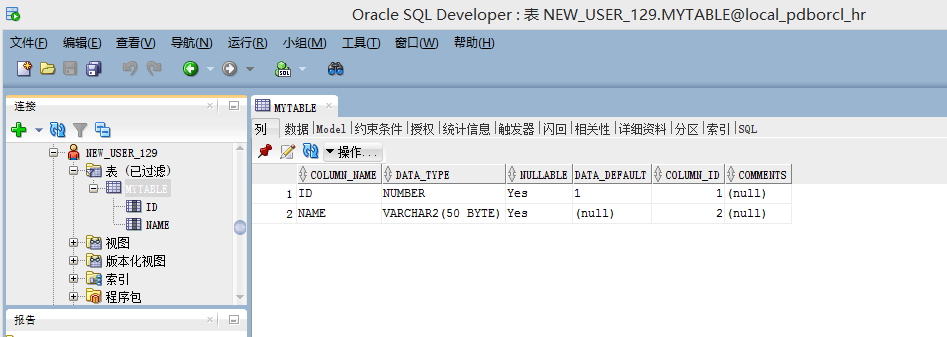 Oracle SQL Developer : 表 NEW_USER_129.MYTABLE@local_pdborcl_hr
文件(F) 编辑(E) 查看(V) 导航(N) 运行(R) 小组(M) 工具(T) 窗口(W) 帮助(H)
SQL
连接
NEW_USER_129
表 (已过滤)
MYTABLE
ID
NAME
视图
版本化视图
索引
程序包
报告
MYTABLE
列 数据 Model 约束条件 授权 统计信息 触发器 闪回 相关性 详细资料 分区 索引 SQL
操作...
COLUMN_NAME DATA_TYPE NULLABLE DATA_DEFAULT COLUMN_ID COMMENTS
1 ID NUMBER Yes 1 1 (null)
2 NAME VARCHAR2(50 BYTE) Yes (null) 2 (null)